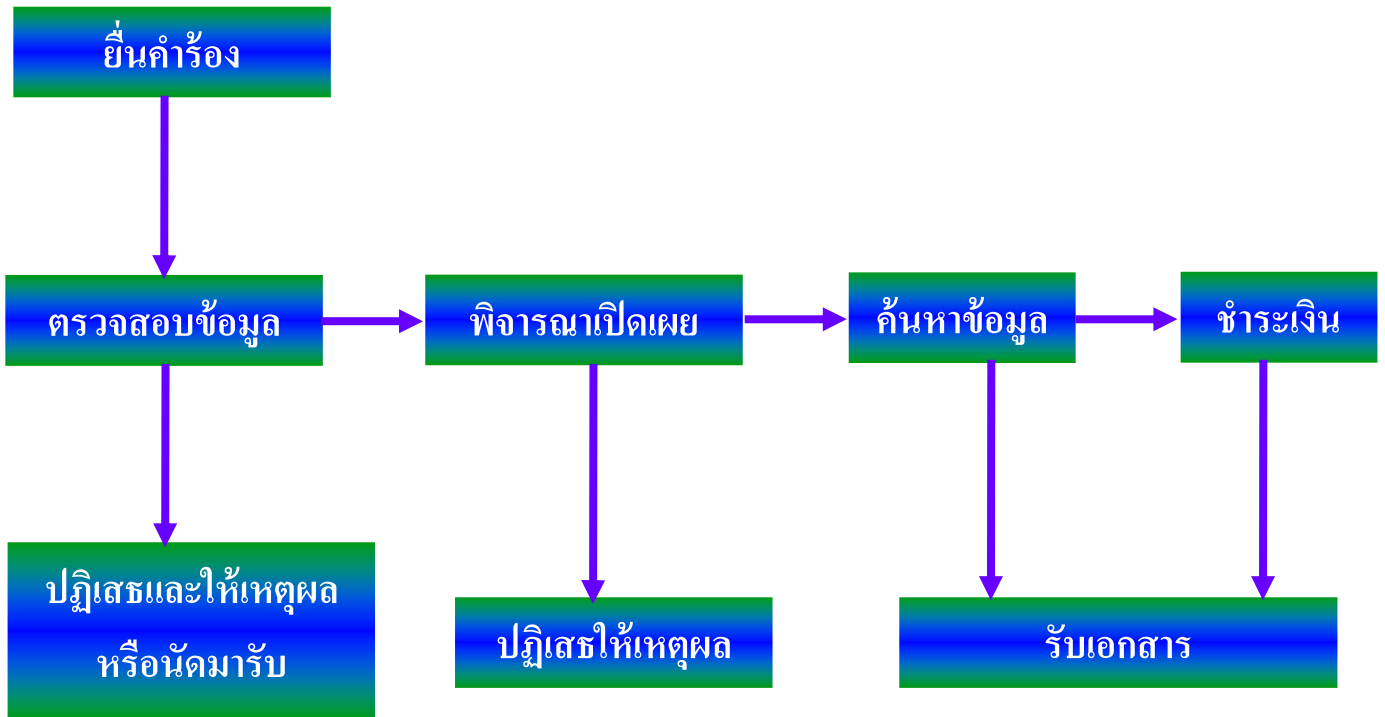 ยื่นคำร้อง
ตรวจสอบข้อมูล
พิจารณาเปิดเผย
ค้นหาข้อมูล
ชำระเงิน
ปฏิเสธและให้เหตุผล
หรือนัดมารับ
ปฏิเสธให้เหตุผล
รับเอกสาร